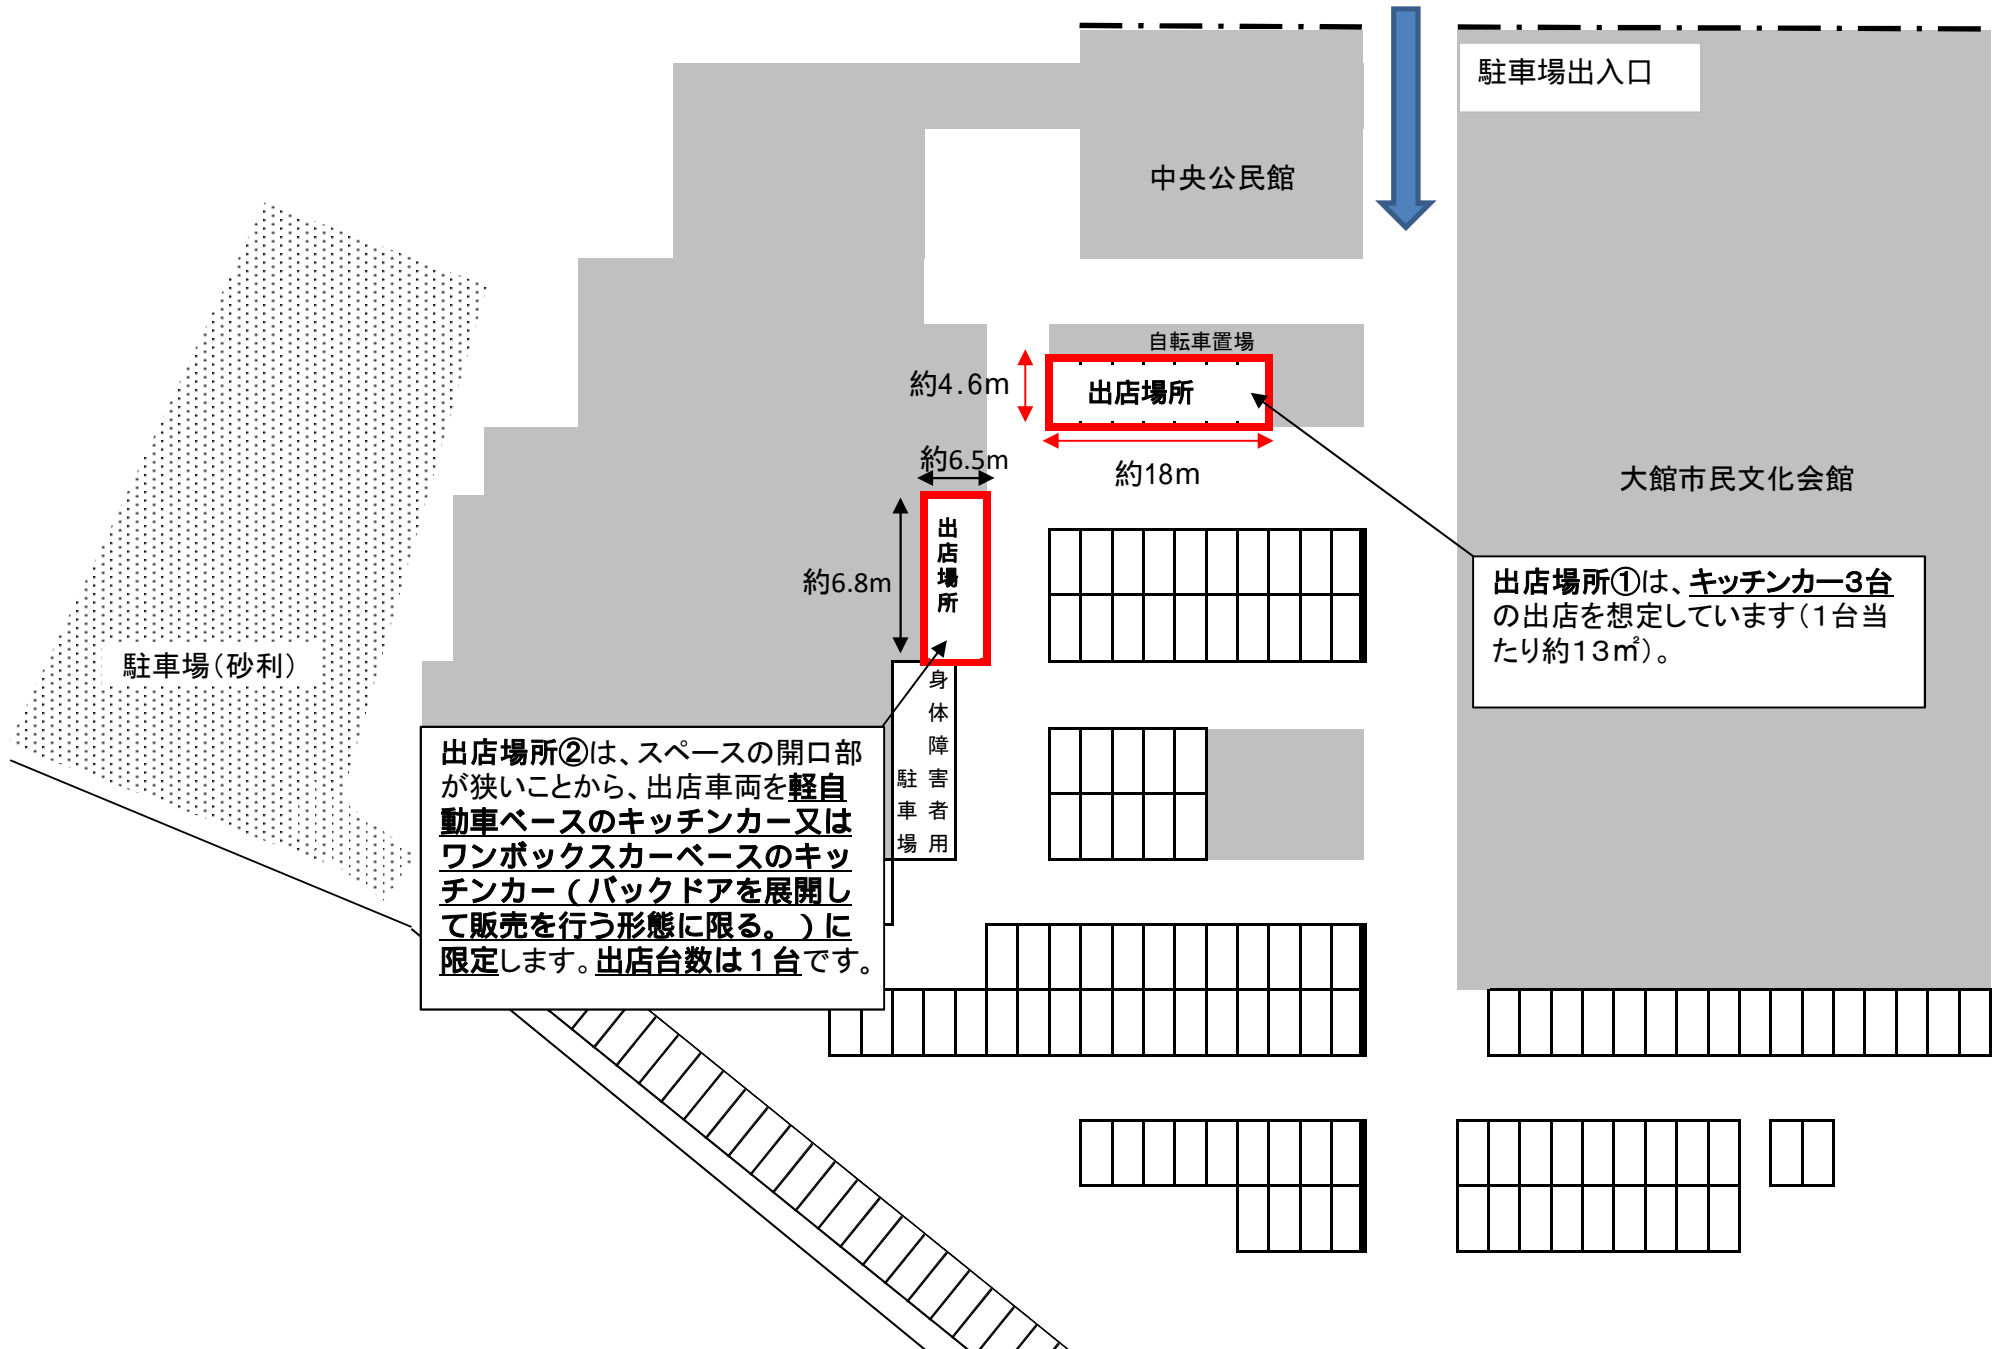 駐車場出入口
中央公民館
自転車置場
約4.6m
出店場所
約6.5m
約18m
大館市民文化会館
出店場所
約6.8m
出店場所①は、キッチンカー3台
の出店を想定しています(1台当
たり約13㎡)。
駐車場(砂利)
身体障害者用
駐車場
出店場所②は、スペースの開口部
が狭いことから、出店車両を軽自
動車ベースのキッチンカー又は
ワンボックスカーベースのキッ
チンカー(バックドアを展開し
て販売を行う形態に限る。)に
限定します。出店台数は1台です。